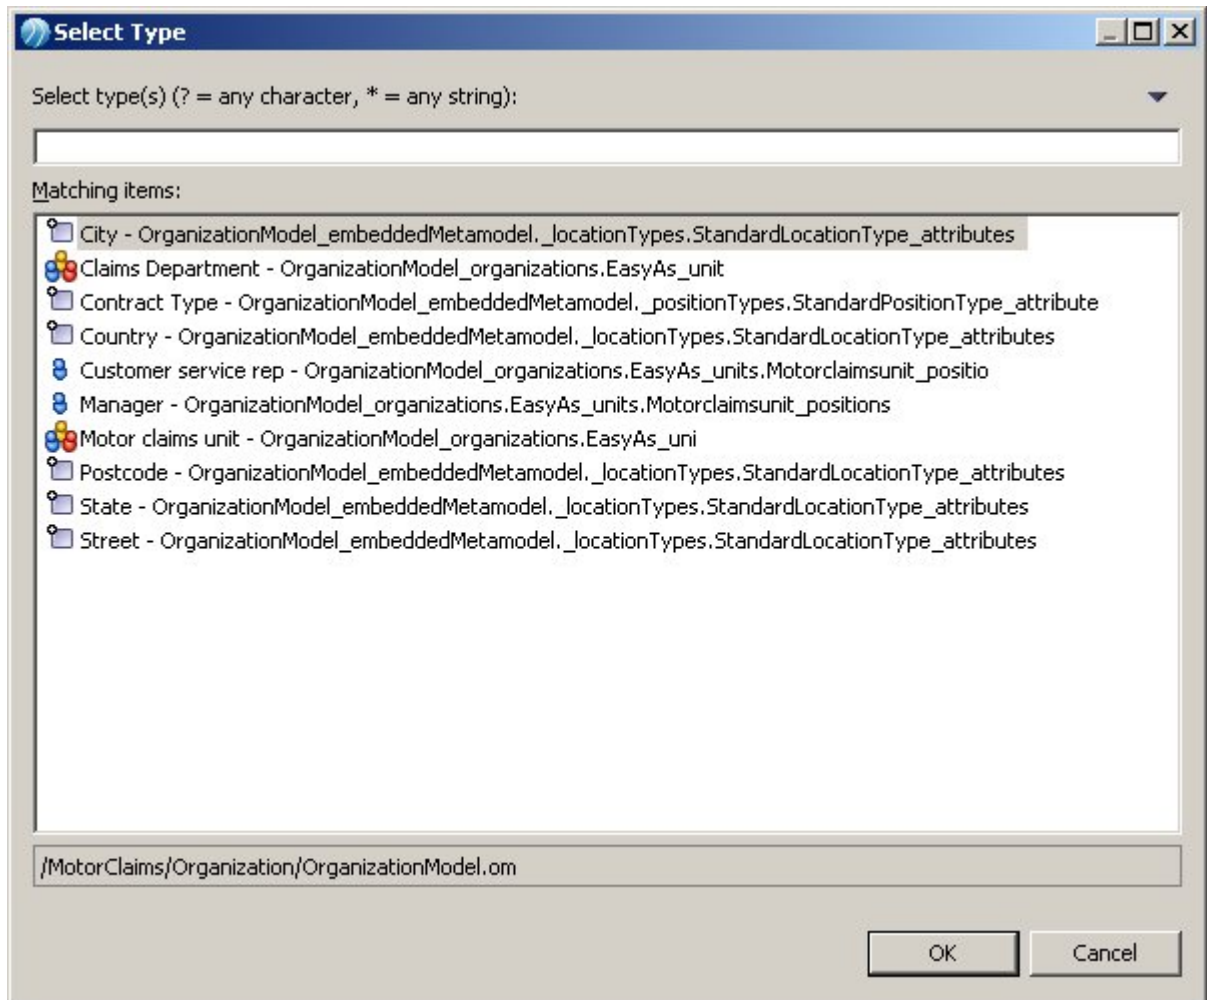 Select Type
Select type(s) (? = any character, * = any string):
Matching items:
City - OrganizationModel_embeddedMetamodel._locationTypes.StandardLocationType_attributes
Claims Department - OrganizationModel_organizations.EasyAs_unit
Contract Type - OrganizationModel_embeddedMetamodel._positionTypes.StandardPositionType_attribute
Country - OrganizationModel_embeddedMetamodel._locationTypes.StandardLocationType_attributes
Customer service rep - OrganizationModel_organizations.EasyAs_units.Motorclaimsunit_positio
Manager - OrganizationModel_organizations.EasyAs_units.Motorclaimsunit_positions
Motor claims unit - OrganizationModel_organizations.EasyAs_uni
Postcode - OrganizationModel_embeddedMetamodel._locationTypes.StandardLocationType_attributes
State - OrganizationModel_embeddedMetamodel._locationTypes.StandardLocationType_attributes
Street - OrganizationModel_embeddedMetamodel._locationTypes.StandardLocationType_attributes
/MotorClaims/Organization/OrganizationModel.om
OK Cancel